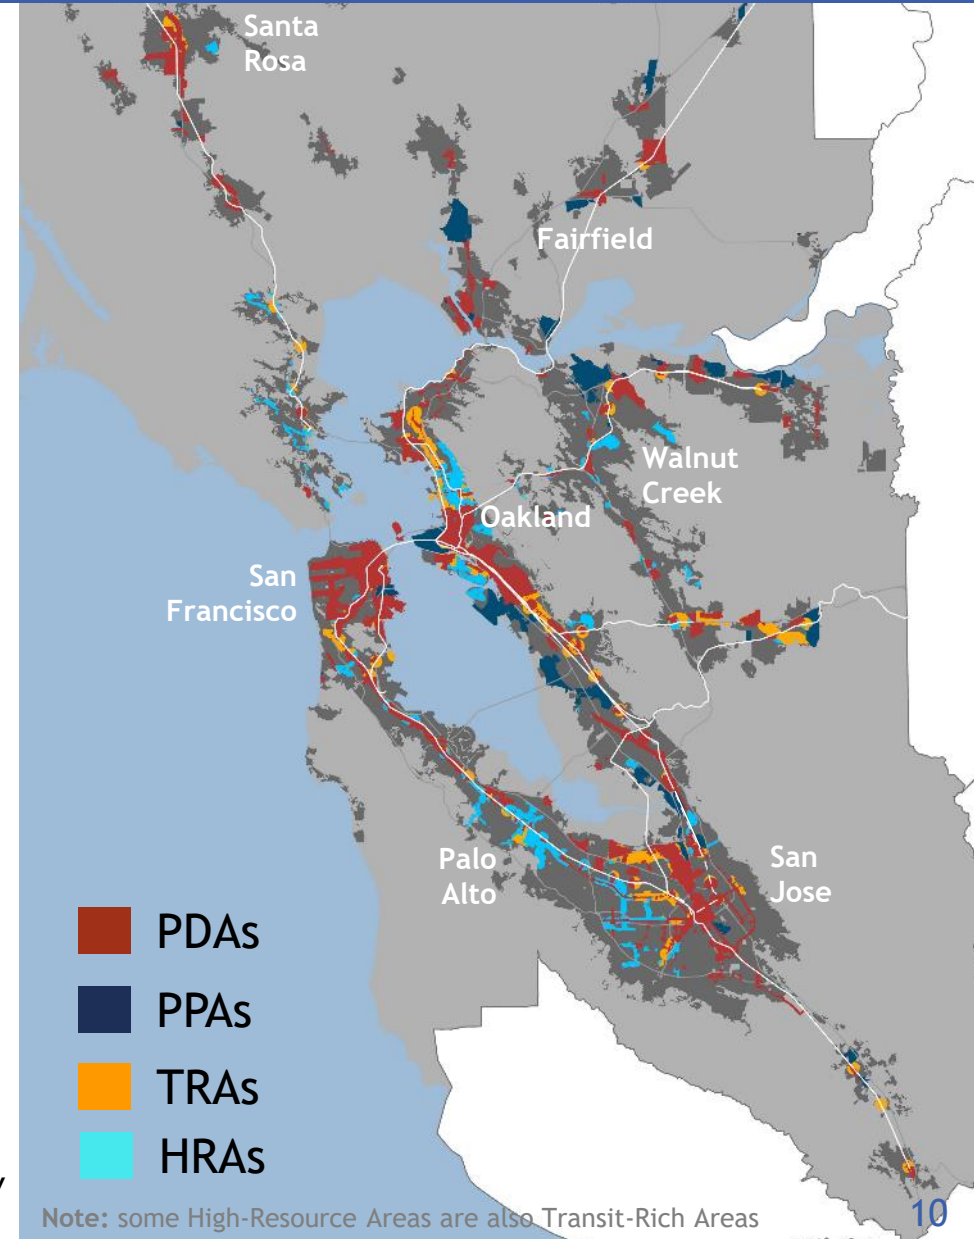 Santa
Rosa
Fairfield
Walnut
Creek
Oakland
San
Francisco
Palo
Alto
San
Jose
PDAs
PPAs
TRAs
HRAs
Note: some High-Resource Areas are also Transit-Rich Areas
10